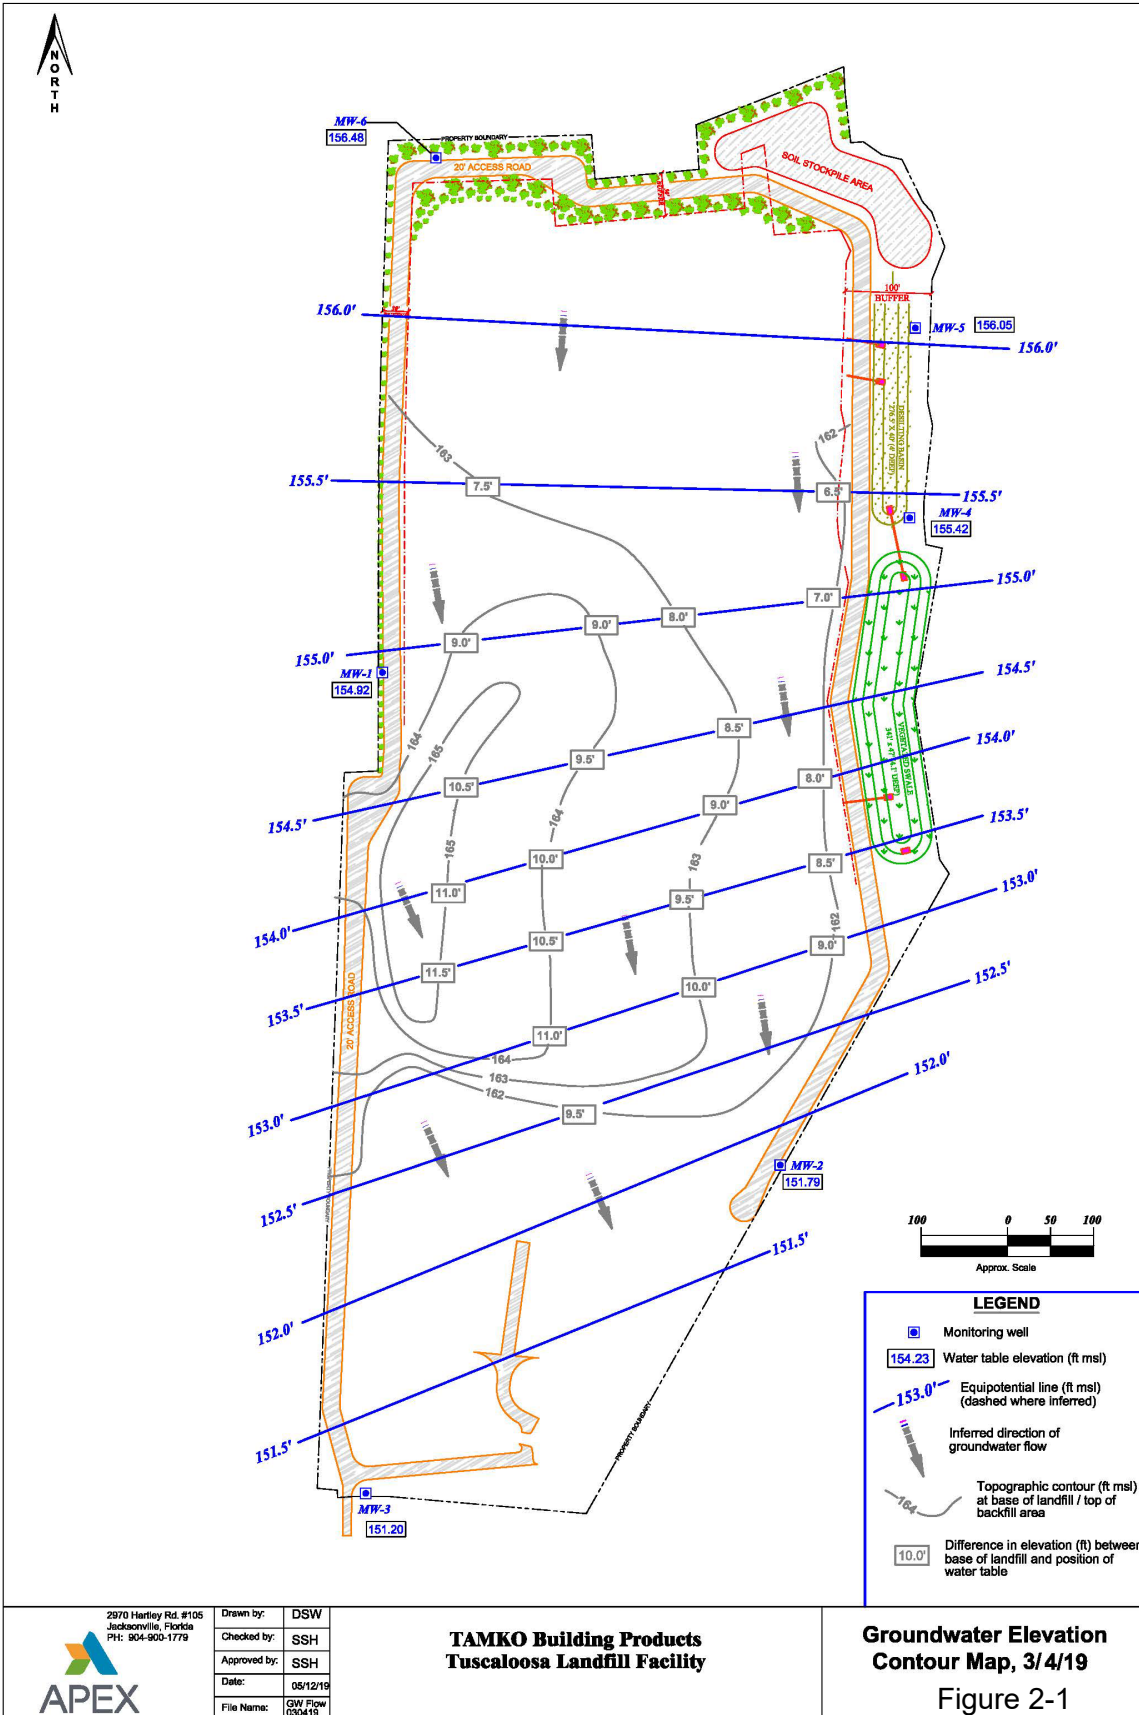 NORTH
MW-6
156.48
PROPERTY BOUNDARY
20' ACCESS ROAD
SOIL STOCKPILE AREA
100'
BUFFER
156.0'
MW-5
156.05
156.0'
DESILTING BASIN
163
162
155.5'
7.5'
6.5'
155.5'
MW-4
155.42
155.0'
7.0'
8.0'
9.0'
9.0'
155.0'
MW-1
154.92
154.5'
164
165
8.5'
9.5'
154.0'
VEGETATED SWALE
10.5'
8.0'
9.0'
154.5'
164
153.5'
165
10.0'
163
8.5'
11.0'
9.5'
153.0'
154.0'
162
10.5'
9.0'
11.5'
152.5'
10.0'
153.5'
20' ACCESS ROAD
11.0'
164
152.0'
163
162
153.0'
9.5'
MW-2
151.79
152.5'
151.5'
152.0'
PROPERTY BOUNDARY
151.5'
MW-3
151.20
100 0 50 100
Approx. Scale
LEGEND
Monitoring well
154.23 Water table elevation (ft msl)
153.0' Equipotential line (ft msl)
(dashed where inferred)
Inferred direction of
groundwater flow
164 Topographic contour (ft msl)
at base of landfill / top of
backfill area
10.0' Difference in elevation (ft) between
base of landfill and position of
water table
2970 Hartley Rd. #105
Jacksonville, Florida
PH: 904-900-1779
APEX
Drawn by: DSW
Checked by: SSH
Approved by: SSH
Date: 05/12/19
File Name: GW Flow
030419
TAMKO Building Products
Tuscaloosa Landfill Facility
Groundwater Elevation
Contour Map, 3/4/19
Figure 2-1